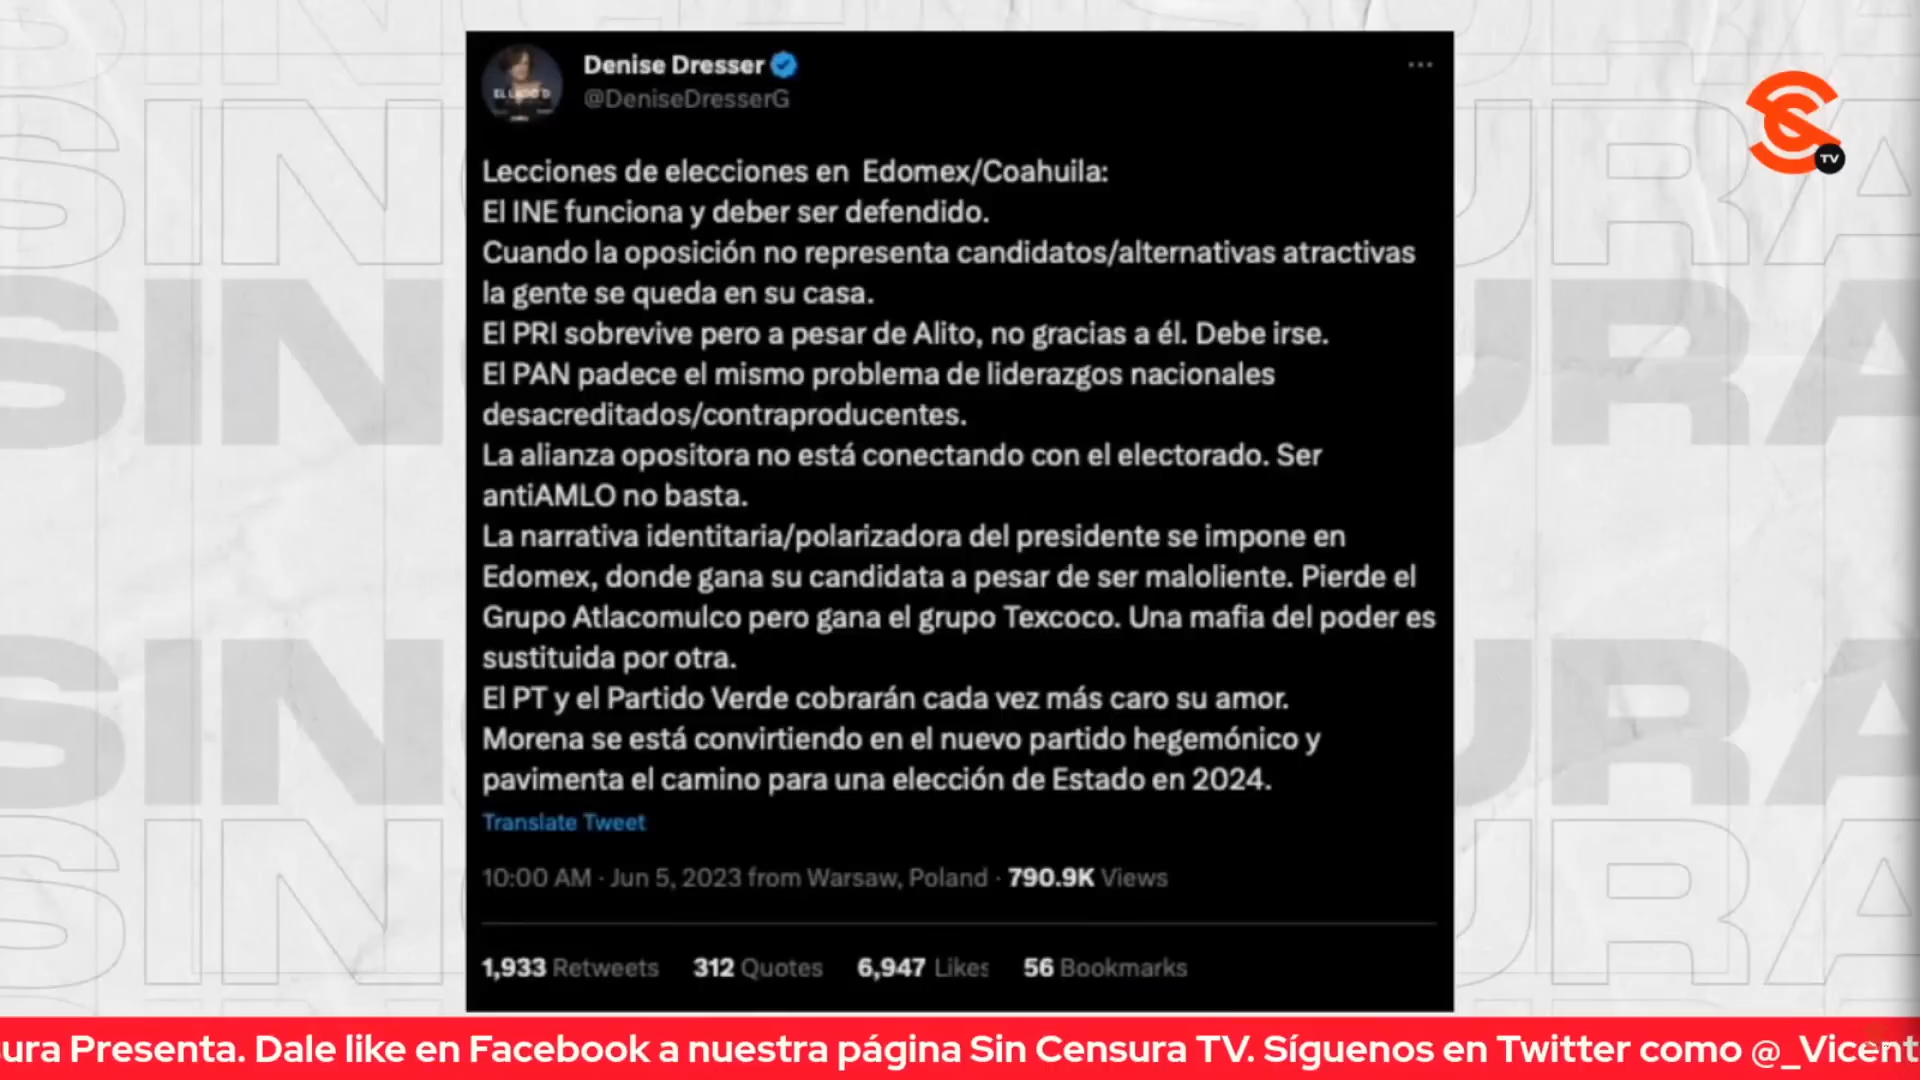 Denise Dresser
@DeniseDresserG
TV
Lecciones de elecciones en Edomex/Coahuila:
El INE funciona y deber ser defendido.
Cuando la oposición no representa candidatos/alternativas atractivas
la gente se queda en su casa.
El PRI sobrevive pero a pesar de Alito, no gracias a él. Debe irse.
El PAN padece el mismo problema de liderazgos nacionales
desacreditados/contraproducentes.
La alianza opositora no está conectando con el electorado. Ser
antiAMLO no basta.
La narrativa identitaria/polarizadora del presidente se impone en
Edomex, donde gana su candidata a pesar de ser maloliente. Pierde el
Grupo Atlacomulco pero gana el grupo Texcoco. Una mafia del poder es
sustituida por otra.
El PT y el Partido Verde cobrarán cada vez más caro su amor.
Morena se está convirtiendo en el nuevo partido hegemónico y
pavimenta el camino para una elección de Estado en 2024.
Translate Tweet
10:00 AM · Jun 5, 2023 from Warsaw, Poland · 790.9K Views
1,933 Retweets 312 Quotes 6,947 Likes 56 Bookmarks
SIN
SIN
SIN
SIN
URA
URA
URA
URA
ura Presenta. Dale like en Facebook a nuestra página Sin Censura TV. Síguenos en Twitter como @_Vicent